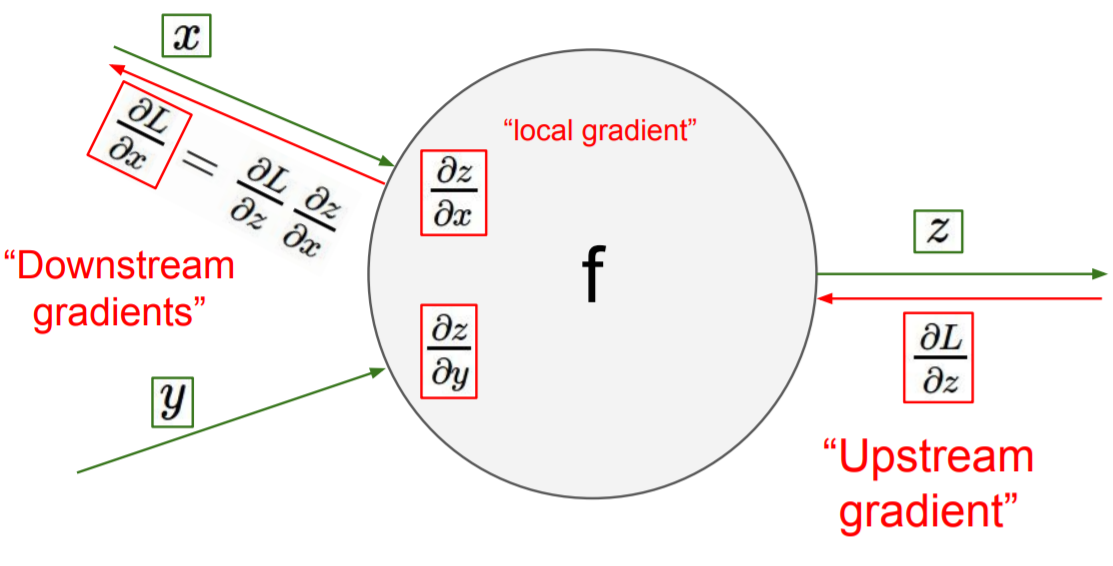 x
∂L/∂x = ∂L/∂z ∂z/∂x
“Downstream
gradients”
y
“local gradient”
∂z/∂x
f
∂z/∂y
z
∂L/∂z
“Upstream
gradient”